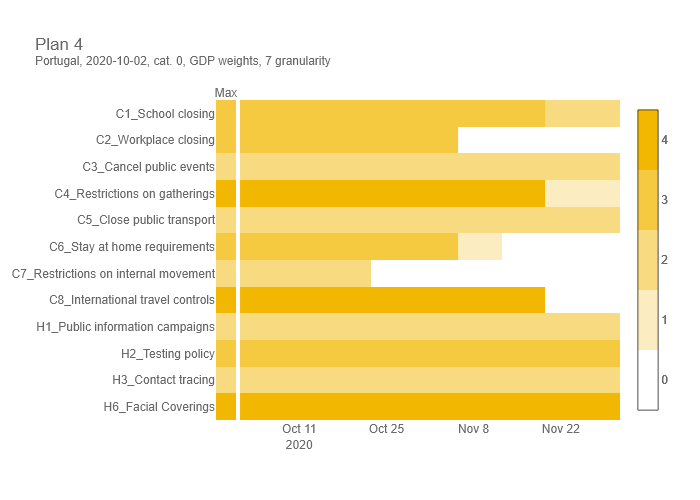 Plan 4
Portugal, 2020-10-02, cat. 0, GDP weights, 7 granularity
Max
C1_School closing
C2_Workplace closing
C3_Cancel public events
C4_Restrictions on gatherings
C5_Close public transport
C6_Stay at home requirements
C7_Restrictions on internal movement
C8_International travel controls
H1_Public information campaigns
H2_Testing policy
H3_Contact tracing
H6_Facial Coverings
Oct 11
2020
Oct 25
Nov 8
Nov 22
4
3
2
1
0